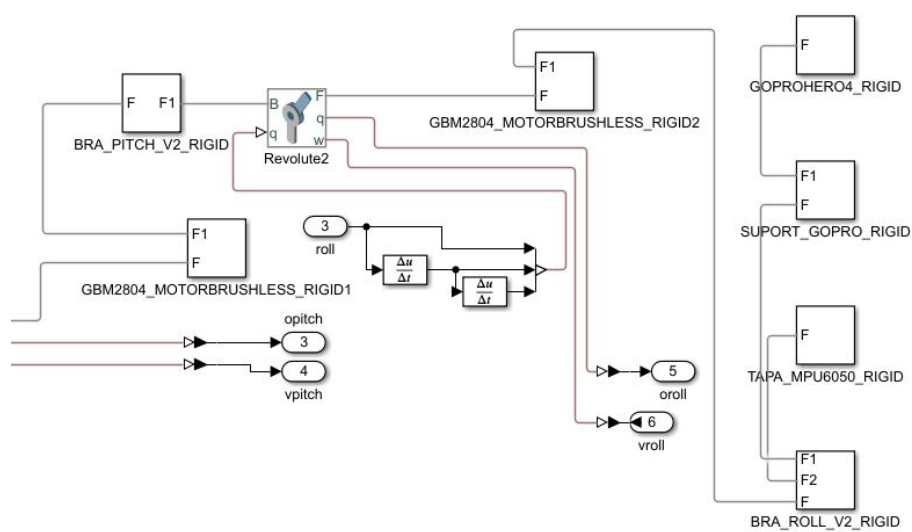 F
GOPROHERO4_RIGID
F1
F
GBM2804_MOTORBRUSHLESS_RIGID2
F F1
BRA_PITCH_V2_RIGID
B F
q q
w
Revolute2
F1
F
SUPORT_GOPRO_RIGID
F1
F
GBM2804_MOTORBRUSHLESS_RIGID1
3
roll
Δu
Δt
Δu
Δt
opitch
3
4
vpitch
F
TAPA_MPU6050_RIGID
5
oroll
6
vroll
F1
F2
F
BRA_ROLL_V2_RIGID